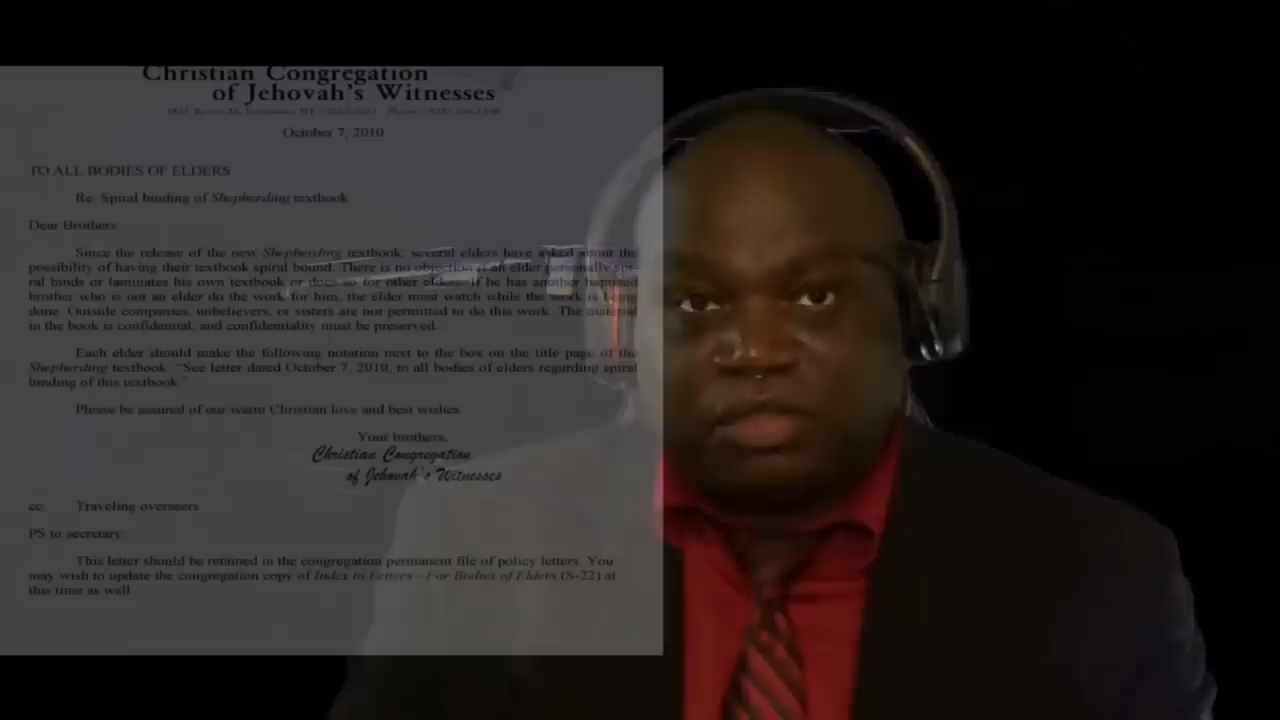 Christian Congregation
of Jehovah's Witnesses
October 7, 2010
TO ALL BODIES OF ELDERS
Re: Spiral binding of Shepherding textbook
Dear Brothers:
Since the release of the new Shepherding textbook, several elders have asked about the
possibility of having their textbook spiral bound. There is no objection if an elder personally spi-
ral binds or laminates his own textbook or does so for other elders. If he has another baptized
brother who is not an elder do the work for him, the elder must watch while the work is being
done. Outside companies, unbelievers, or sisters are not permitted to do this work. The material
in the book is confidential, and confidentiality must be preserved.
Each elder should make the following notation next to the box on the title page of the
Shepherding textbook: "See letter dated October 7, 2010, to all bodies of elders regarding spiral
binding of this textbook."
Please be assured of our warm Christian love and best wishes.
Your brothers,
Christian Congregation
of Jehovah's Witnesses
cc: Traveling overseers
PS to secretary:
This letter should be retained in the congregation permanent file of policy letters. You
may wish to update the congregation copy of Index to Letters—For Bodies of Elders (S-22) at
this time as well